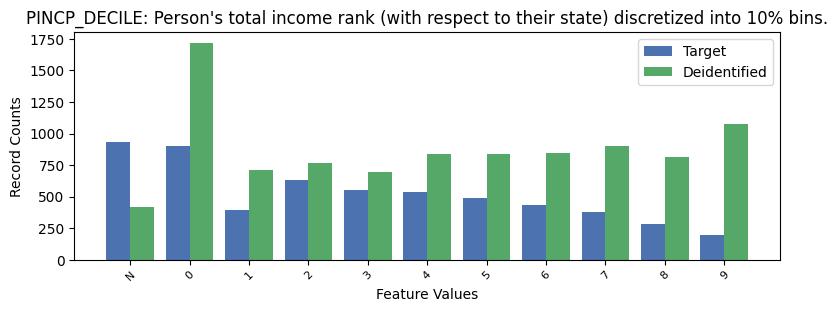 PINCP_DECILE: Person's total income rank (with respect to their state) discretized into 10% bins.
Target
Deidentified
Record Counts
1750
1500
1250
1000
750
500
250
0
N 0 1 2 3 4 5 6 7 8 9
Feature Values